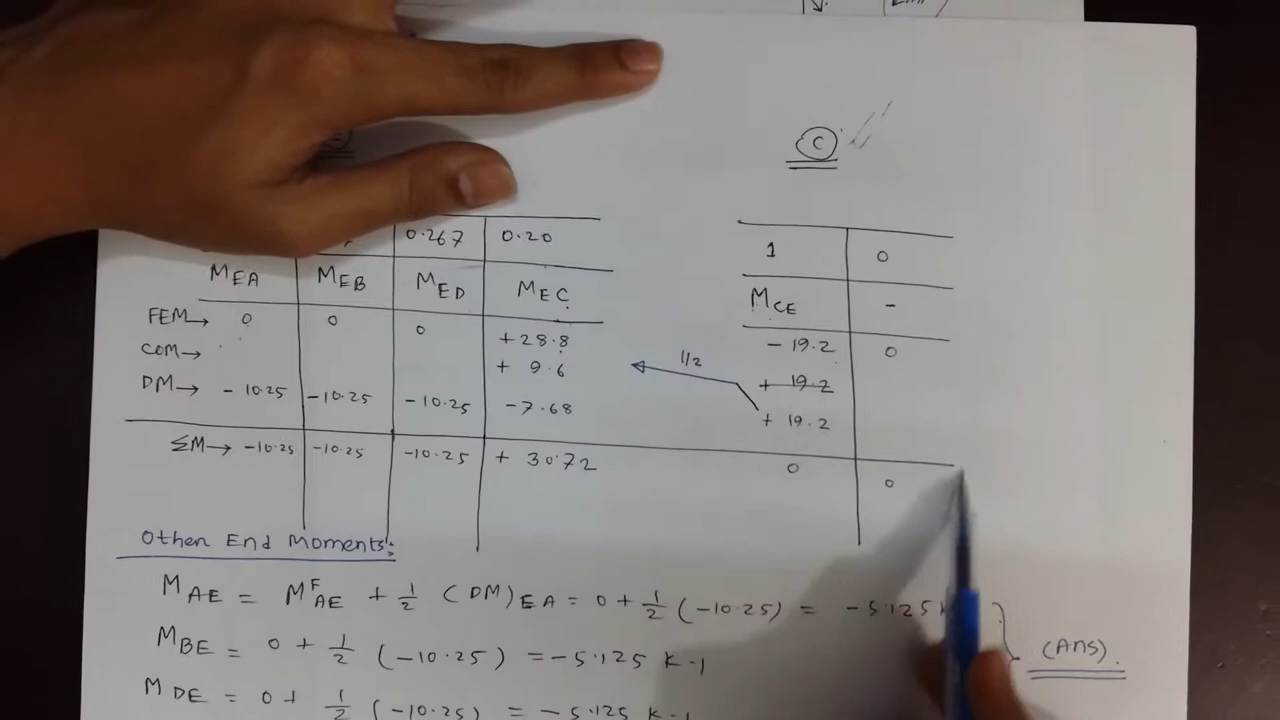 C
0.267 0.20 1 0
MEA MEB MED MEC MCE -
FEM→ 0 0 0 +28.8 - 19.2 0
COM→ + 9.6 1/2 + 19.2
DM→ - 10.25 -10.25 -10.25 -7.68 + 19.2
ΣM→ -10.25 -10.25 -10.25 + 30.72 0 0
Other End Moments:
MAE = MFAE + 1/2 (DM)EA = 0 + 1/2 (-10.25) = -5.125
MBE = 0 + 1/2 (-10.25) = -5.125 K-1
(Ans).
MDE = 0+ 1/2 (-10.25) = -5.125 K-1